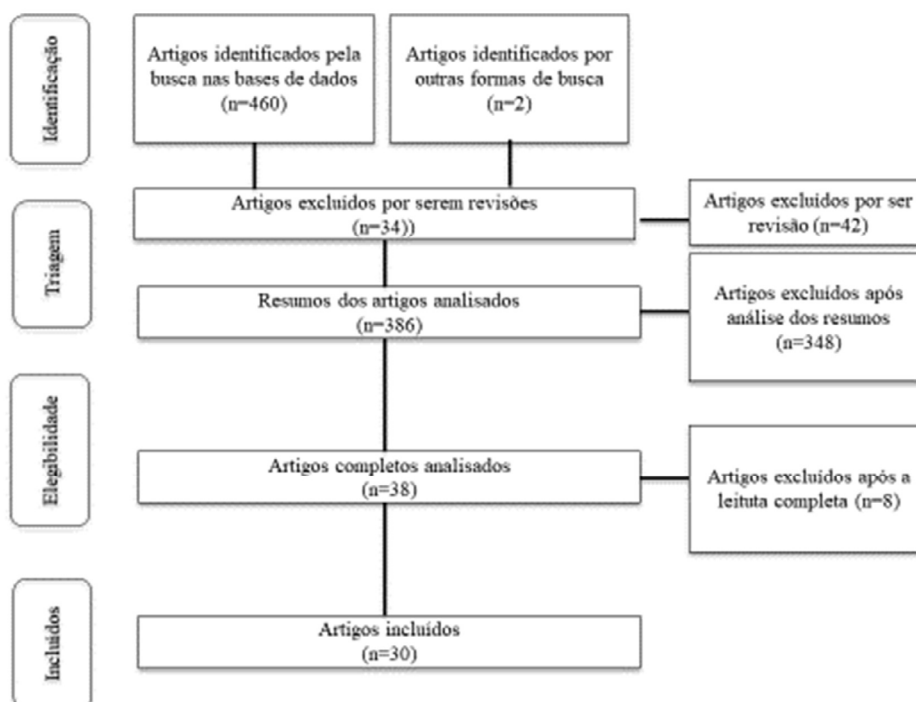 Identificação
Artigos identificados pela
busca nas bases de dados
(n=460)
Artigos identificados por
outras formas de busca
(n=2)
Triagem
Artigos excluídos por serem revisões
(n=34))
Artigos excluídos por ser
revisão (n=42)
Resumos dos artigos analisados
(n=386)
Artigos excluídos após
análise dos resumos
(n=348)
Elegibilidade
Artigos completos analisados
(n=38)
Artigos excluídos após a
leituta completa (n=8)
Incluídos
Artigos incluídos
(n=30)